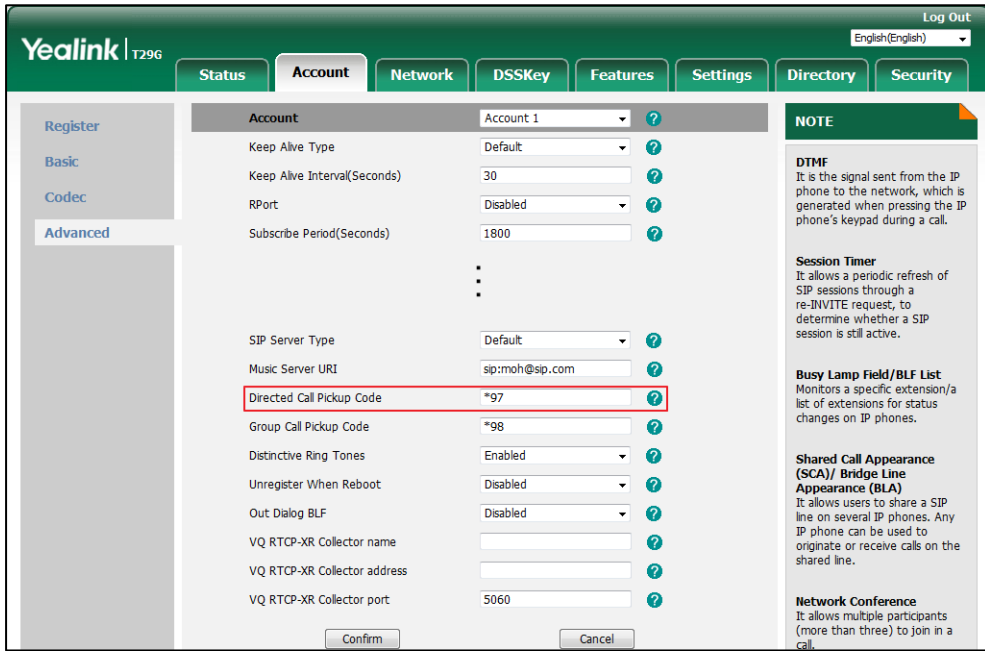 Log Out
Yealink T29G
English(English)
Status Account Network DSSKey Features Settings Directory Security
Register
Basic
Codec
Advanced
Account Account 1
Keep Alive Type Default
Keep Alive Interval(Seconds) 30
RPort Disabled
Subscribe Period(Seconds) 1800
SIP Server Type Default
Music Server URI sip:moh@sip.com
Directed Call Pickup Code *97
Group Call Pickup Code *98
Distinctive Ring Tones Enabled
Unregister When Reboot Disabled
Out Dialog BLF Disabled
VQ RTCP-XR Collector name
VQ RTCP-XR Collector address
VQ RTCP-XR Collector port 5060
Confirm Cancel
NOTE
DTMF
It is the signal sent from the IP
phone to the network, which is
generated when pressing the IP
phone's keypad during a call.
Session Timer
It allows a periodic refresh of
SIP sessions through a
re-INVITE request, to
determine whether a SIP
session is still active.
Busy Lamp Field/BLF List
Monitors a specific extension/a
list of extensions for status
changes on IP phones.
Shared Call Appearance
(SCA)/ Bridge Line
Appearance (BLA)
It allows users to share a SIP
line on several IP phones. Any
IP phone can be used to
originate or receive calls on the
shared line.
Network Conference
It allows multiple participants
(more than three) to join in a
call.